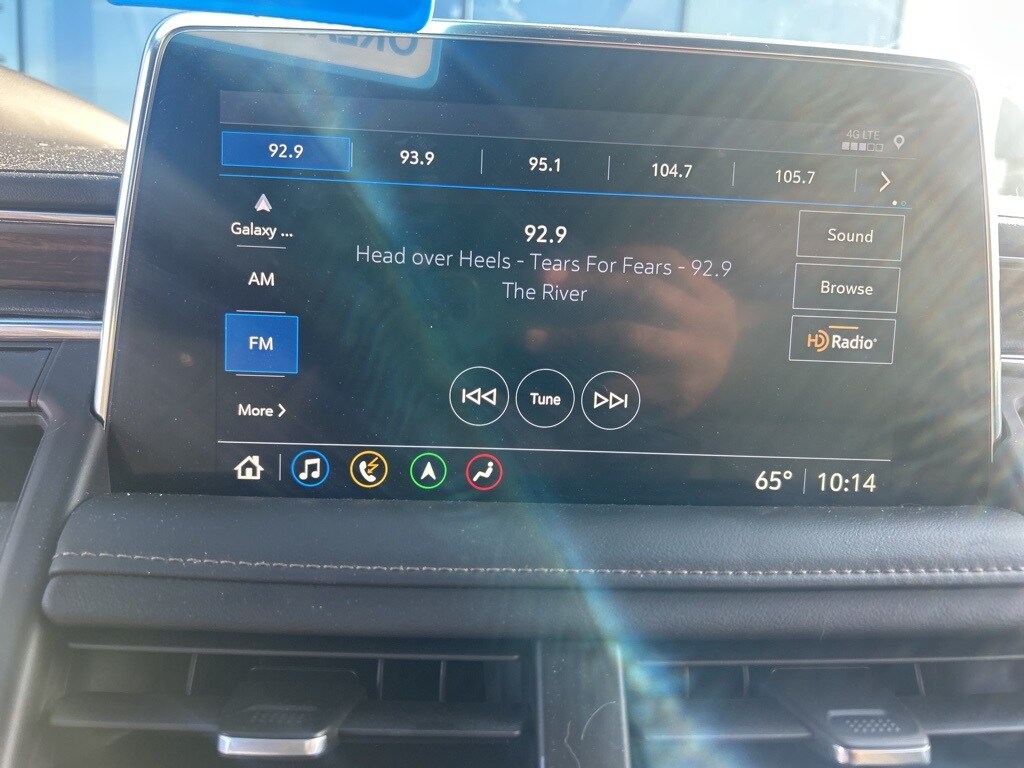 4G LTE
92.9
93.9
95.1
104.7
105.7
Galaxy ...
AM
FM
More
92.9
Head over Heels - Tears For Fears - 92.9
The River
Tune
Sound
Browse
HD Radio
65°
10:14